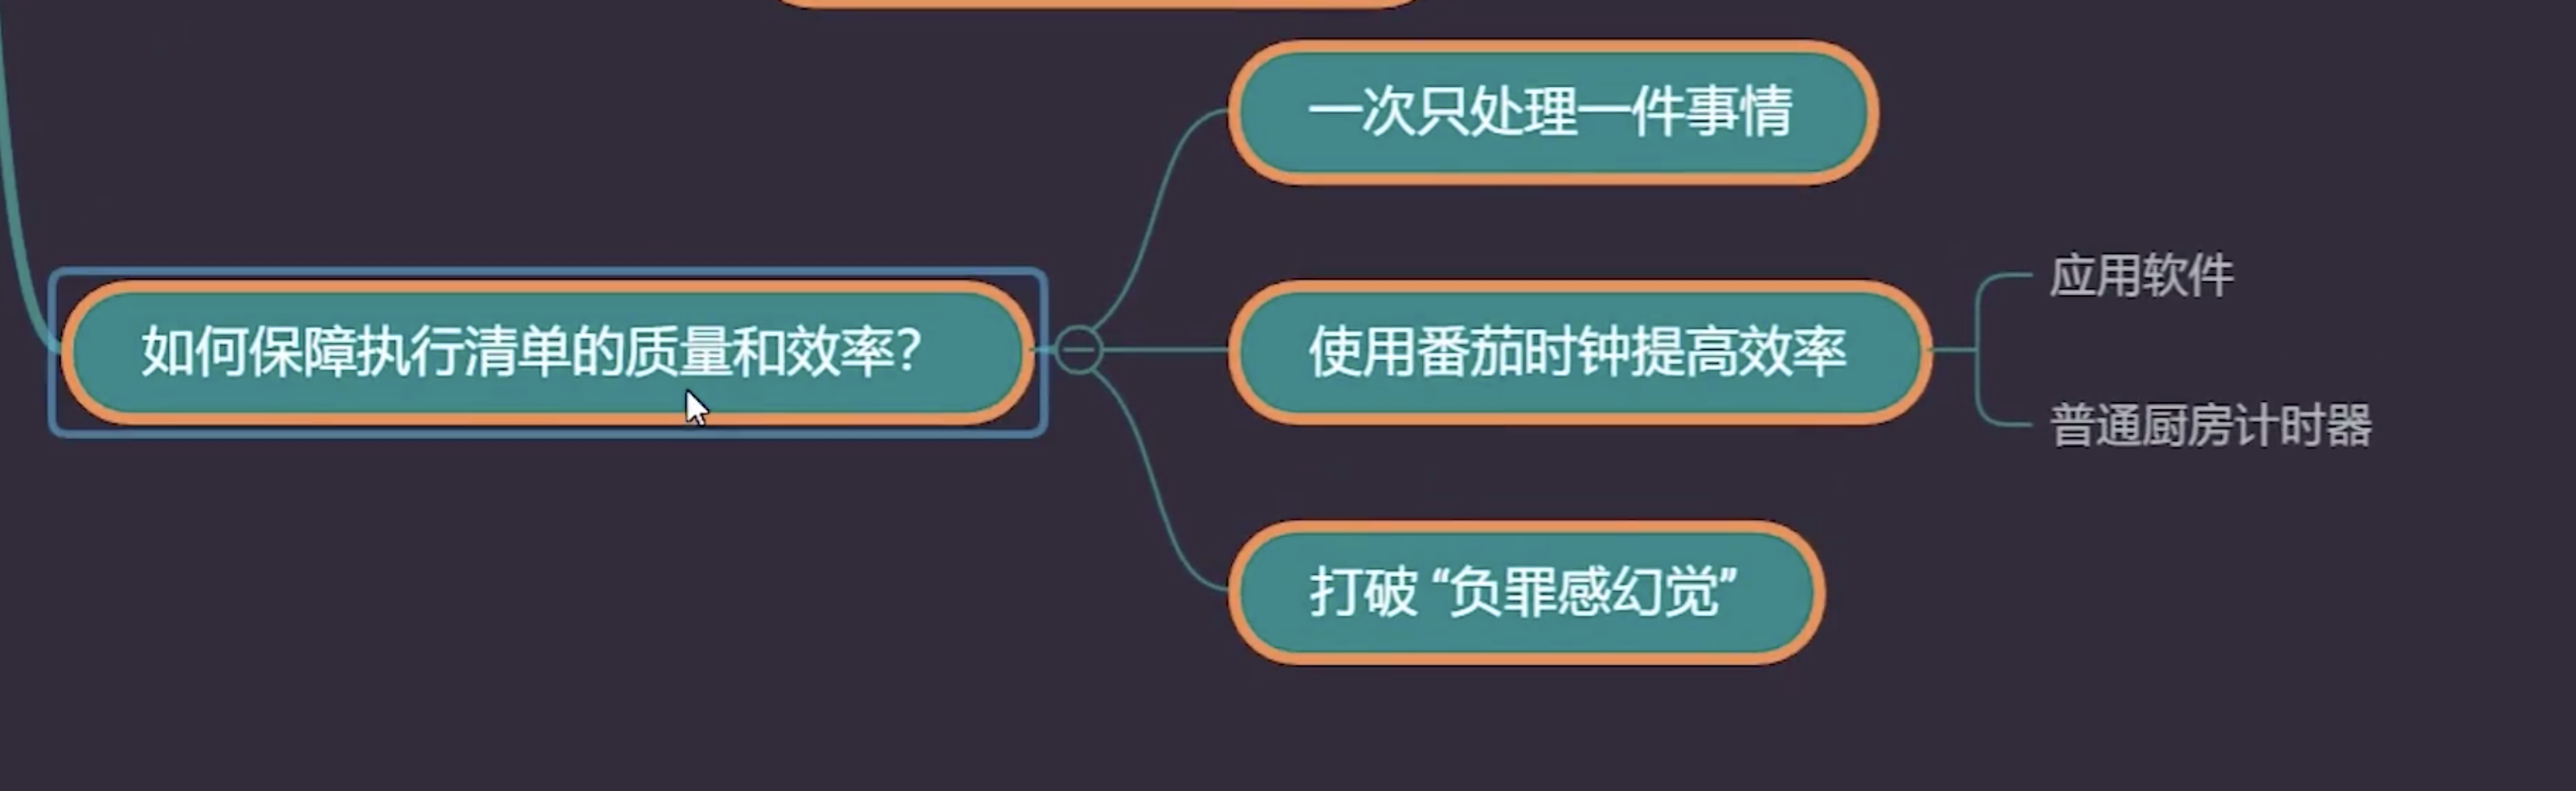 一次只处理一件事情
如何保障执行清单的质量和效率?
使用番茄时钟提高效率
应用软件
普通厨房计时器
打破 “负罪感幻觉”